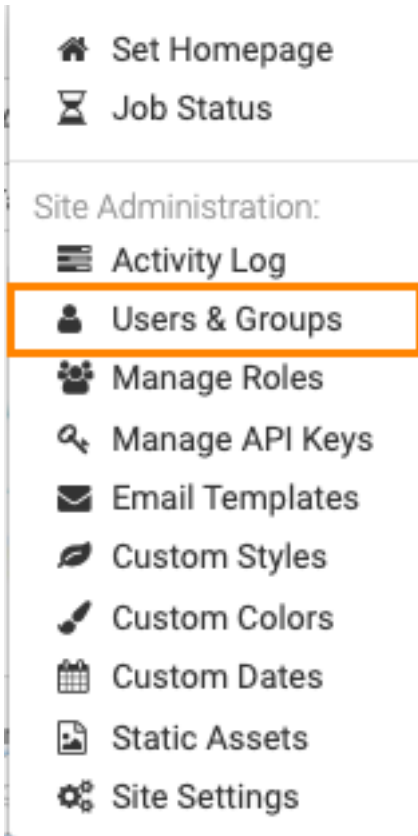 Set Homepage
Job Status
Site Administration:
Activity Log
Users & Groups
Manage Roles
Manage API Keys
Email Templates
Custom Styles
Custom Colors
Custom Dates
Static Assets
Site Settings